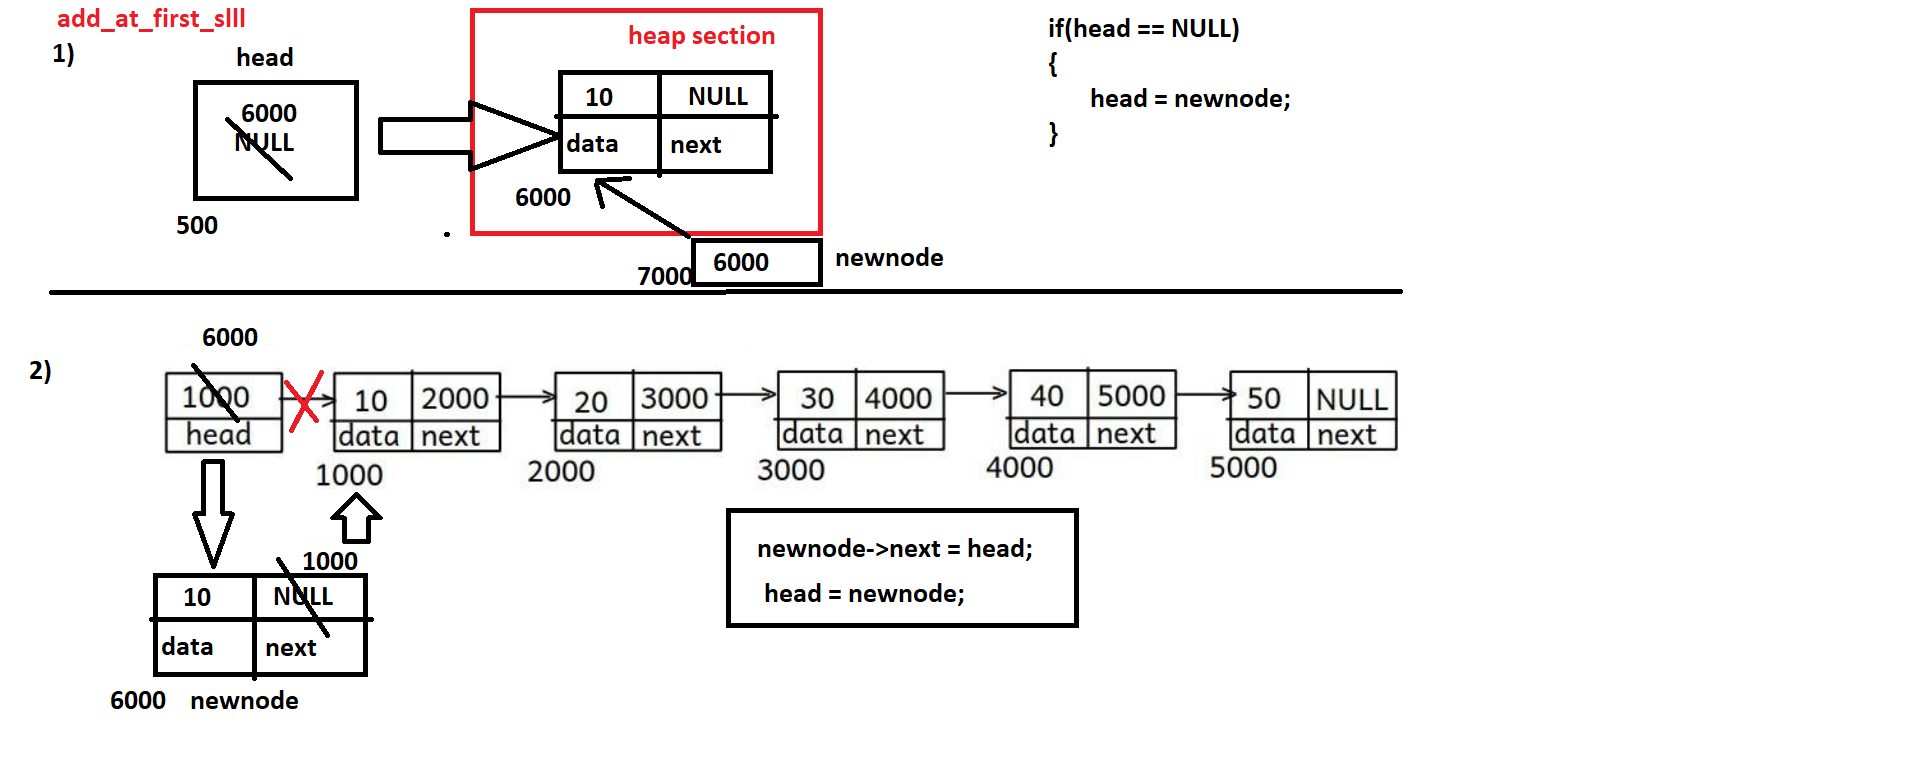 add_at_first_slll
1)
head
6000
NULL
500
heap section
10 NULL
data next
6000
7000 6000 newnode
if(head == NULL)
{
head = newnode;
}
2)
6000
1000
head
10 2000
data next
1000
20 3000
data next
2000
30 4000
data next
3000
40 5000
data next
4000
50 NULL
data next
5000
1000
10 NULL
data next
6000 newnode
newnode->next = head;
head = newnode;